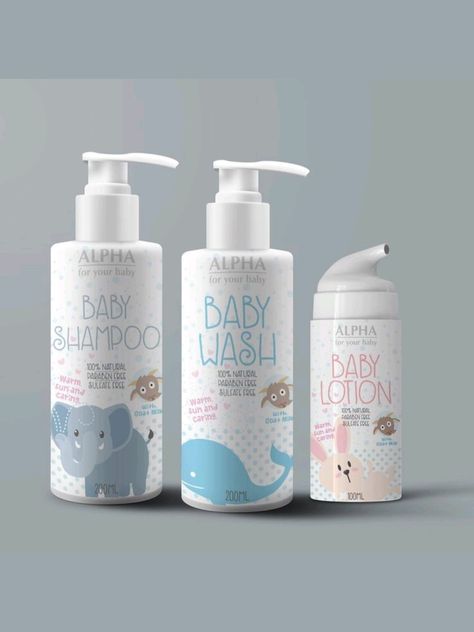 ALPHA
for your baby
BABY
SHAMPOO
100% NATURAL
PARABEN FREE
SULFATE FREE
Warm,
fun and
caring.
with
Goat Milk
200ML
ALPHA
for your baby
BABY
WASH
100% NATURAL
PARABEN FREE
SULFATE FREE
Warm,
fun and
caring.
with
Goat Milk
200ML
ALPHA
for your baby
BABY
LOTION
100% NATURAL
PARABEN FREE
SULFATE FREE
Warm,
fun and
caring.
with
Goat Milk
100ML